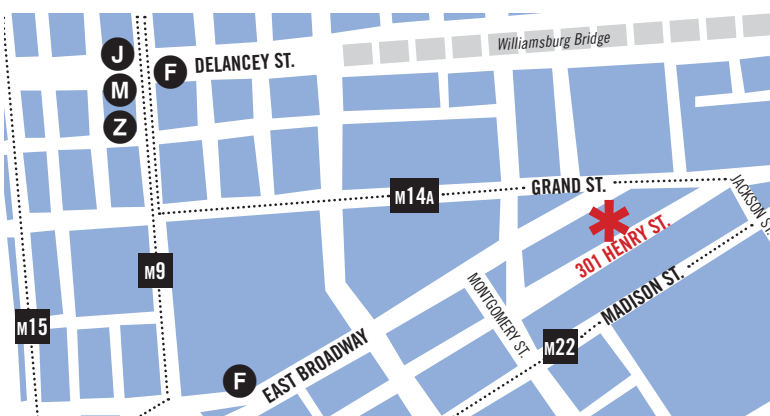 J
M
Z
F
DELANCEY ST.
Williamsburg Bridge
M14A
GRAND ST.
JACKSON ST.
301 HENRY ST.
M9
MADISON ST.
MONTGOMERY ST.
M15
M22
EAST BROADWAY
F